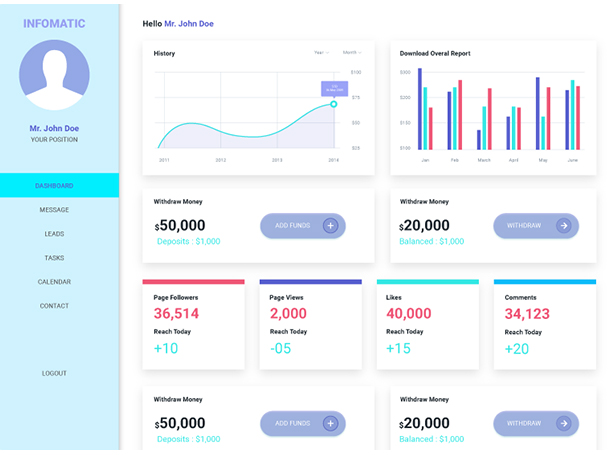 INFOMATIC
Mr. John Doe
YOUR POSITION
DASHBOARD
MESSAGE
LEADS
TASKS
CALENDAR
CONTACT
LOGOUT
Hello Mr. John Doe
History
Year
Month
$100
$75
$50
$25
2011
2012
2013
2014
Download Overal Report
$300
$200
$100
Jan
Feb
March
April
May
June
Withdraw Money
$50,000
Deposits : $1,000
ADD FUNDS
Withdraw Money
$20,000
Balanced : $1,000
WITHDRAW
Page Followers
36,514
Reach Today
+10
Page Views
2,000
Reach Today
-05
Likes
40,000
Reach Today
+15
Comments
34,123
Reach Today
+20
Withdraw Money
$50,000
Deposits : $1,000
ADD FUNDS
Withdraw Money
$20,000
Balanced : $1,000
WITHDRAW